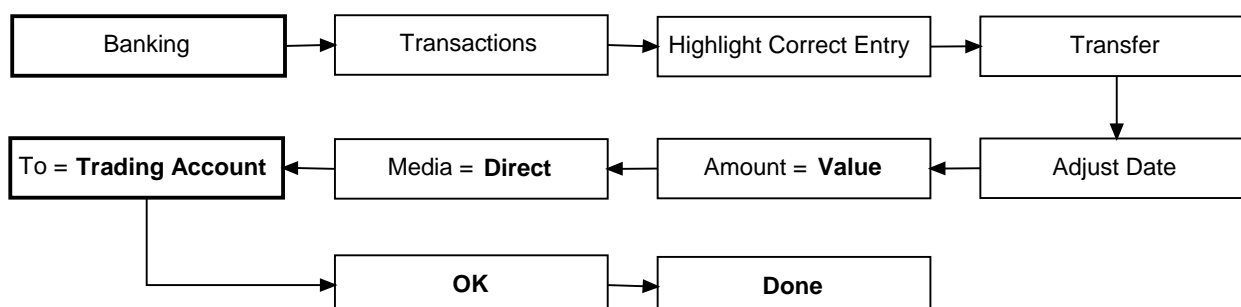 Banking
Transactions
Highlight Correct Entry
Transfer
Adjust Date
Amount = Value
Media = Direct
To = Trading Account
OK
Done